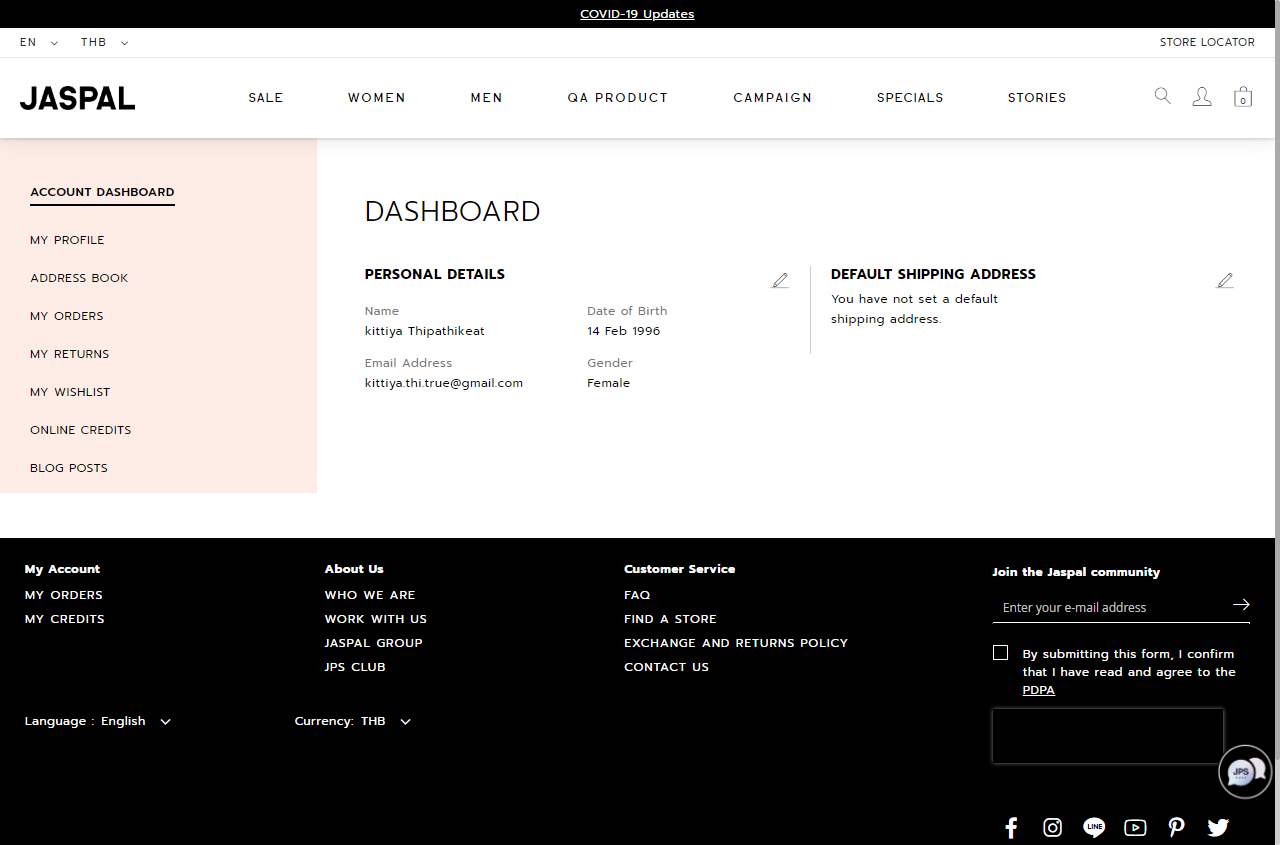 COVID-19 Updates
EN THB STORE LOCATOR
JASPAL SALE WOMEN MEN QA PRODUCT CAMPAIGN SPECIALS STORIES 0
ACCOUNT DASHBOARD
MY PROFILE
ADDRESS BOOK
MY ORDERS
MY RETURNS
MY WISHLIST
ONLINE CREDITS
BLOG POSTS
DASHBOARD
PERSONAL DETAILS
Name
kittiya Thipathikeat
Date of Birth
14 Feb 1996
Email Address
kittiya.thi.true@gmail.com
Gender
Female
DEFAULT SHIPPING ADDRESS
You have not set a default
shipping address.
My Account
MY ORDERS
MY CREDITS
About Us
WHO WE ARE
WORK WITH US
JASPAL GROUP
JPS CLUB
Customer Service
FAQ
FIND A STORE
EXCHANGE AND RETURNS POLICY
CONTACT US
Join the Jaspal community
Enter your e-mail address
By submitting this form, I confirm
that I have read and agree to the
PDPA
Language : English
Currency: THB
JPS
LINE